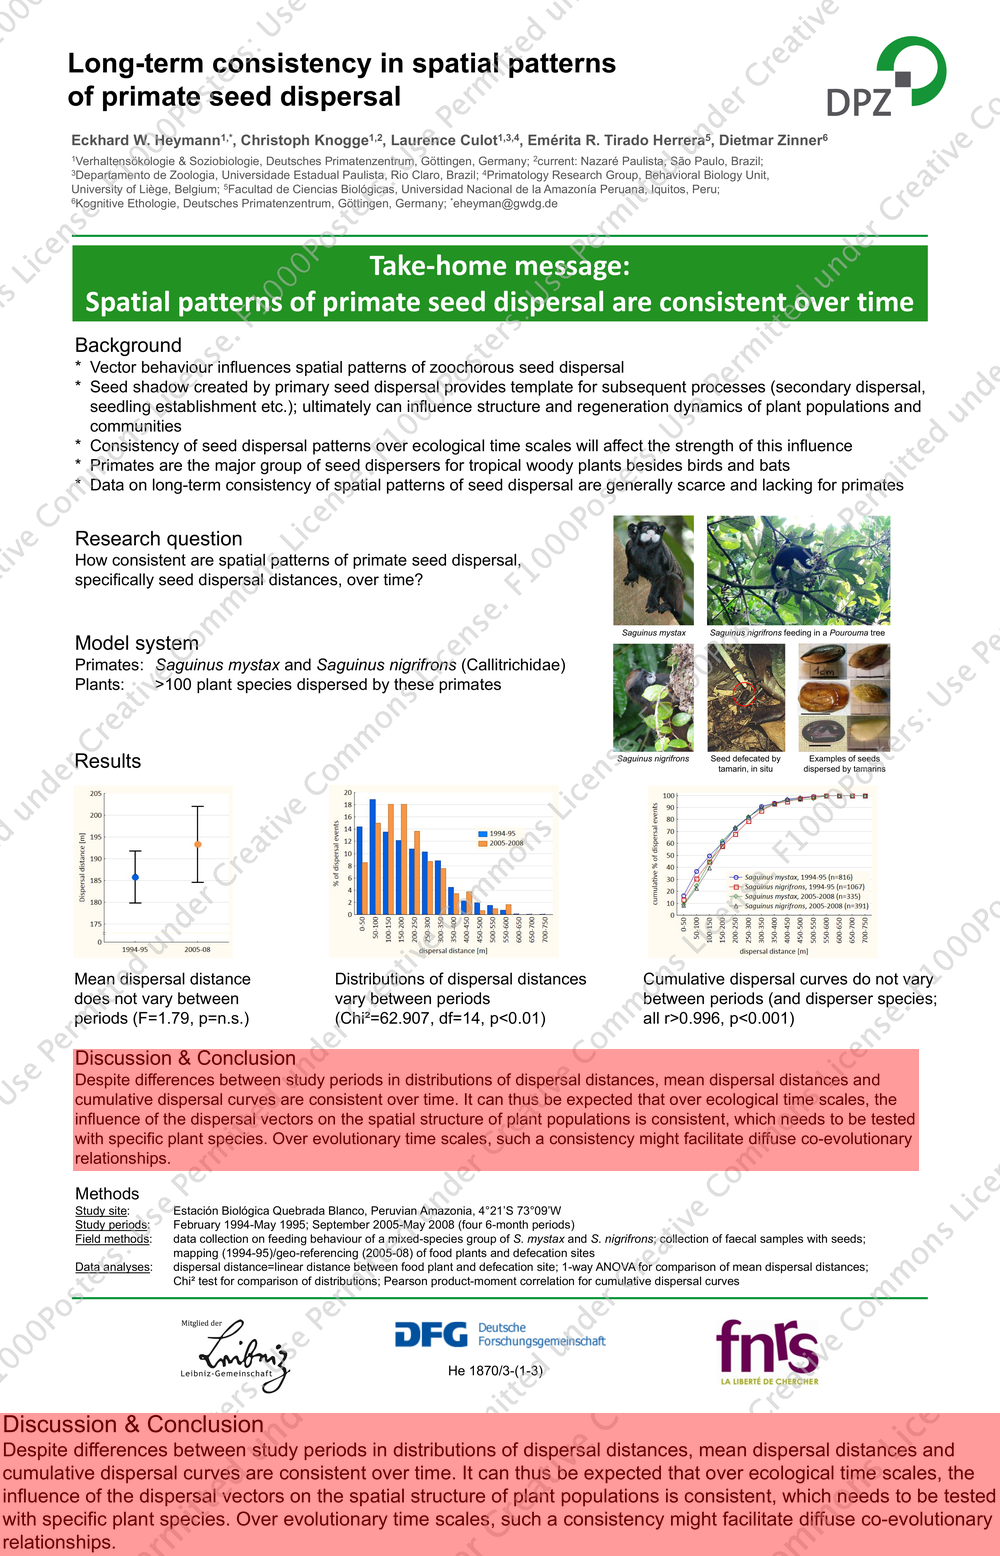 Long-term consistency in spatial patterns
of primate seed dispersal
DPZ
Eckhard W. Heymann1,*, Christoph Knogge1,2, Laurence Culot1,3,4, Emérita R. Tirado Herrera5, Dietmar Zinner6
1Verhaltensökologie & Soziobiologie, Deutsches Primatenzentrum, Göttingen, Germany; 2current: Nazaré Paulista, São Paulo, Brazil;
3Departamento de Zoologia, Universidade Estadual Paulista, Rio Claro, Brazil; 4Primatology Research Group, Behavioral Biology Unit,
University of Liège, Belgium; 5Facultad de Ciencias Biológicas, Universidad Nacional de la Amazonía Peruana, Iquitos, Peru;
6Kognitive Ethologie, Deutsches Primatenzentrum, Göttingen, Germany; *eheyman@gwdg.de
Take-home message:
Spatial patterns of primate seed dispersal are consistent over time
Background
* Vector behaviour influences spatial patterns of zoochorous seed dispersal
* Seed shadow created by primary seed dispersal provides template for subsequent processes (secondary dispersal,
seedling establishment etc.); ultimately can influence structure and regeneration dynamics of plant populations and
communities
* Consistency of seed dispersal patterns over ecological time scales will affect the strength of this influence
* Primates are the major group of seed dispersers for tropical woody plants besides birds and bats
* Data on long-term consistency of spatial patterns of seed dispersal are generally scarce and lacking for primates
Research question
How consistent are spatial patterns of primate seed dispersal,
specifically seed dispersal distances, over time?
Model system
Primates: Saguinus mystax and Saguinus nigrifrons (Callitrichidae)
Plants: >100 plant species dispersed by these primates
Saguinus mystax
Saguinus nigrifrons feeding in a Pourouma tree
1cm
Saguinus nigrifrons
Seed defecated by
tamarin, in situ
Examples of seeds
dispersed by tamarins
Results
Dispersal distance [m]
205
200
195
190
185
180
175
0
1994-95 2005-08
% of dispersal events
20
18
16
14
12
10
8
6
4
2
0
1994-95
2005-2008
0-50 50-100 100-150 150-200 200-250 250-300 300-350 350-400 400-450 450-500 500-550 550-600 600-650 650-700 700-750
dispersal distance [m]
cumulative % of dispersal events
100
90
80
70
60
50
40
30
20
10
0
Saguinus mystax, 1994-95 (n=816)
Saguinus nigrifrons, 1994-95 (n=1067)
Saguinus mystax, 2005-2008 (n=335)
Saguinus nigrifrons, 2005-2008 (n=391)
0-50 50-100 100-150 150-200 200-250 250-300 300-350 350-400 400-450 450-500 500-550 550-600 600-650 650-700 700-750
dispersal distance [m]
Mean dispersal distance
does not vary between
periods (F=1.79, p=n.s.)
Distributions of dispersal distances
vary between periods
(Chi²=62.907, df=14, p<0.01)
Cumulative dispersal curves do not vary
between periods (and disperser species;
all r>0.996, p<0.001)
Discussion & Conclusion
Despite differences between study periods in distributions of dispersal distances, mean dispersal distances and
cumulative dispersal curves are consistent over time. It can thus be expected that over ecological time scales, the
influence of the dispersal vectors on the spatial structure of plant populations is consistent, which needs to be tested
with specific plant species. Over evolutionary time scales, such a consistency might facilitate diffuse co-evolutionary
relationships.
Methods
Study site: Estación Biológica Quebrada Blanco, Peruvian Amazonia, 4°21'S 73°09'W
Study periods: February 1994-May 1995; September 2005-May 2008 (four 6-month periods)
Field methods: data collection on feeding behaviour of a mixed-species group of S. mystax and S. nigrifrons; collection of faecal samples with seeds;
mapping (1994-95)/geo-referencing (2005-08) of food plants and defecation sites
Data analyses: dispersal distance=linear distance between food plant and defecation site; 1-way ANOVA for comparison of mean dispersal distances;
Chi² test for comparison of distributions; Pearson product-moment correlation for cumulative dispersal curves
Mitglied der
Leibniz
Leibniz-Gemeinschaft
DFG Deutsche
Forschungsgemeinschaft
He 1870/3-(1-3)
fnrs
LA LIBERTÉ DE CHERCHER
Discussion & Conclusion
Despite differences between study periods in distributions of dispersal distances, mean dispersal distances and
cumulative dispersal curves are consistent over time. It can thus be expected that over ecological time scales, the
influence of the dispersal vectors on the spatial structure of plant populations is consistent, which needs to be tested
with specific plant species. Over evolutionary time scales, such a consistency might facilitate diffuse co-evolutionary
relationships.
F1000Posters: Use Permitted under Creative Commons License.